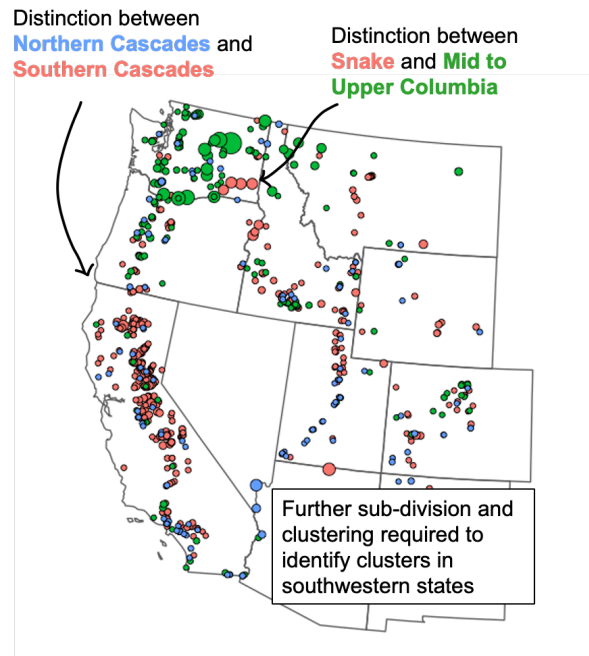 Distinction between
Northern Cascades and
Southern Cascades
Distinction between
Snake and Mid to
Upper Columbia
Further sub-division and
clustering required to
identify clusters in
southwestern states